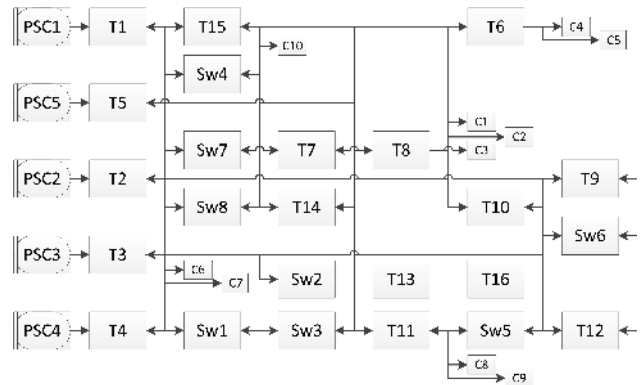 PSC1 T1 T15 T6 C4
C5
C10
Sw4
PSC5 T5
C1
C2
Sw7 T7 T8 C3
PSC2 T2 T9
Sw8 T14 T10
Sw6
PSC3 T3
C6
C7 Sw2 T13 T16
PSC4 T4 Sw1 Sw3 T11 Sw5 T12
C8
C9